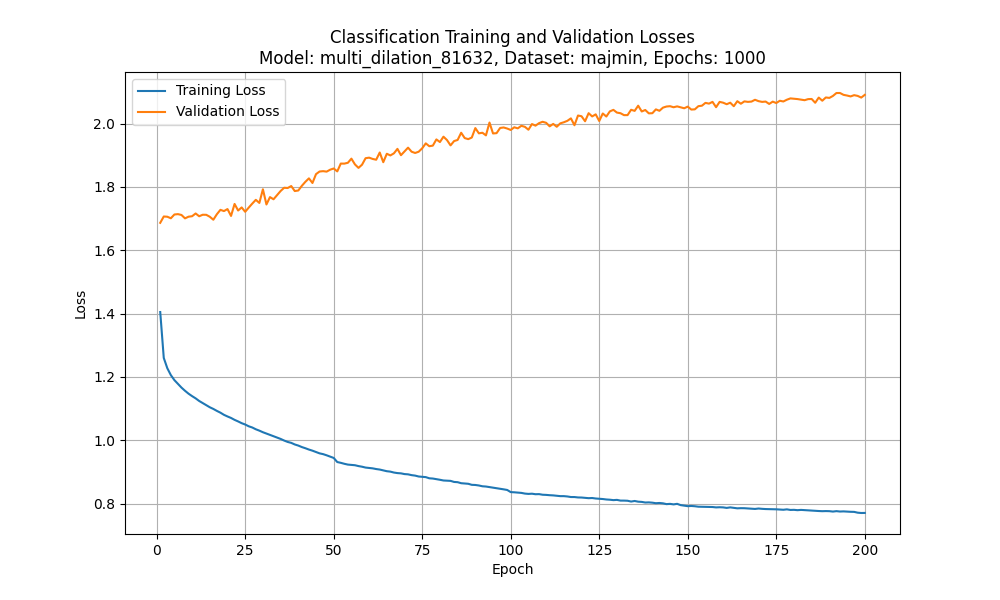 Classification Training and Validation Losses
Model: multi_dilation_81632, Dataset: majmin, Epochs: 1000
Training Loss
Validation Loss
2.0
1.8
1.6
1.4
1.2
1.0
0.8
Loss
0 25 50 75 100 125 150 175 200
Epoch